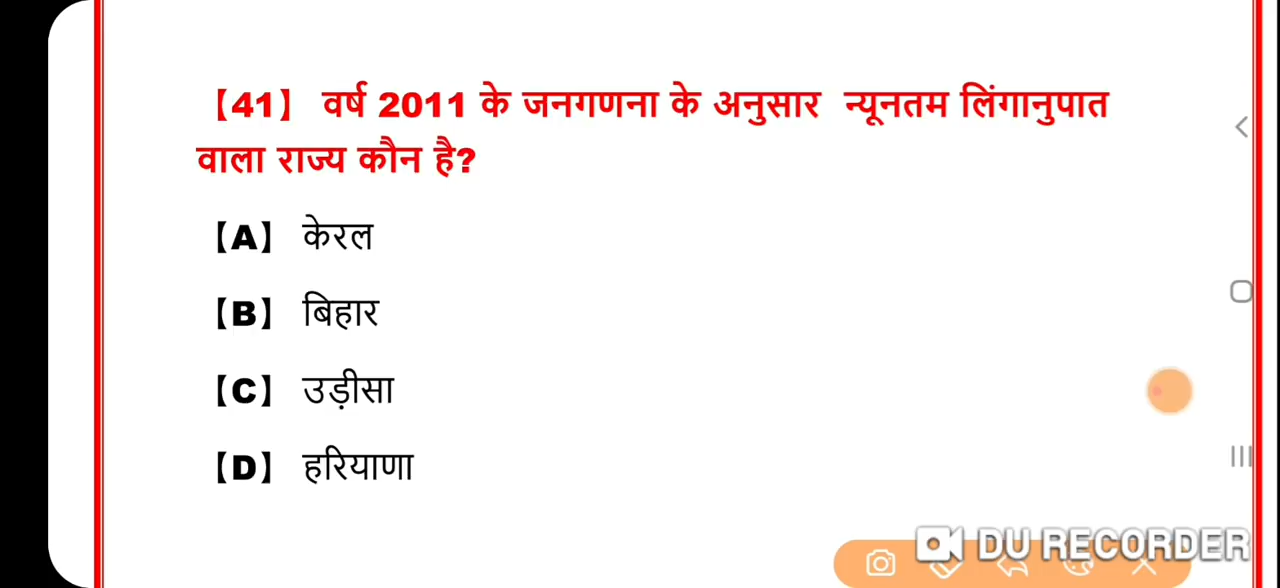 【41】 वर्ष 2011 के जनगणना के अनुसार न्यूनतम लिंगानुपात
वाला राज्य कौन है?
【A】 केरल
【B】 बिहार
【C】 उड़ीसा
【D】 हरियाणा
DU RECORDER